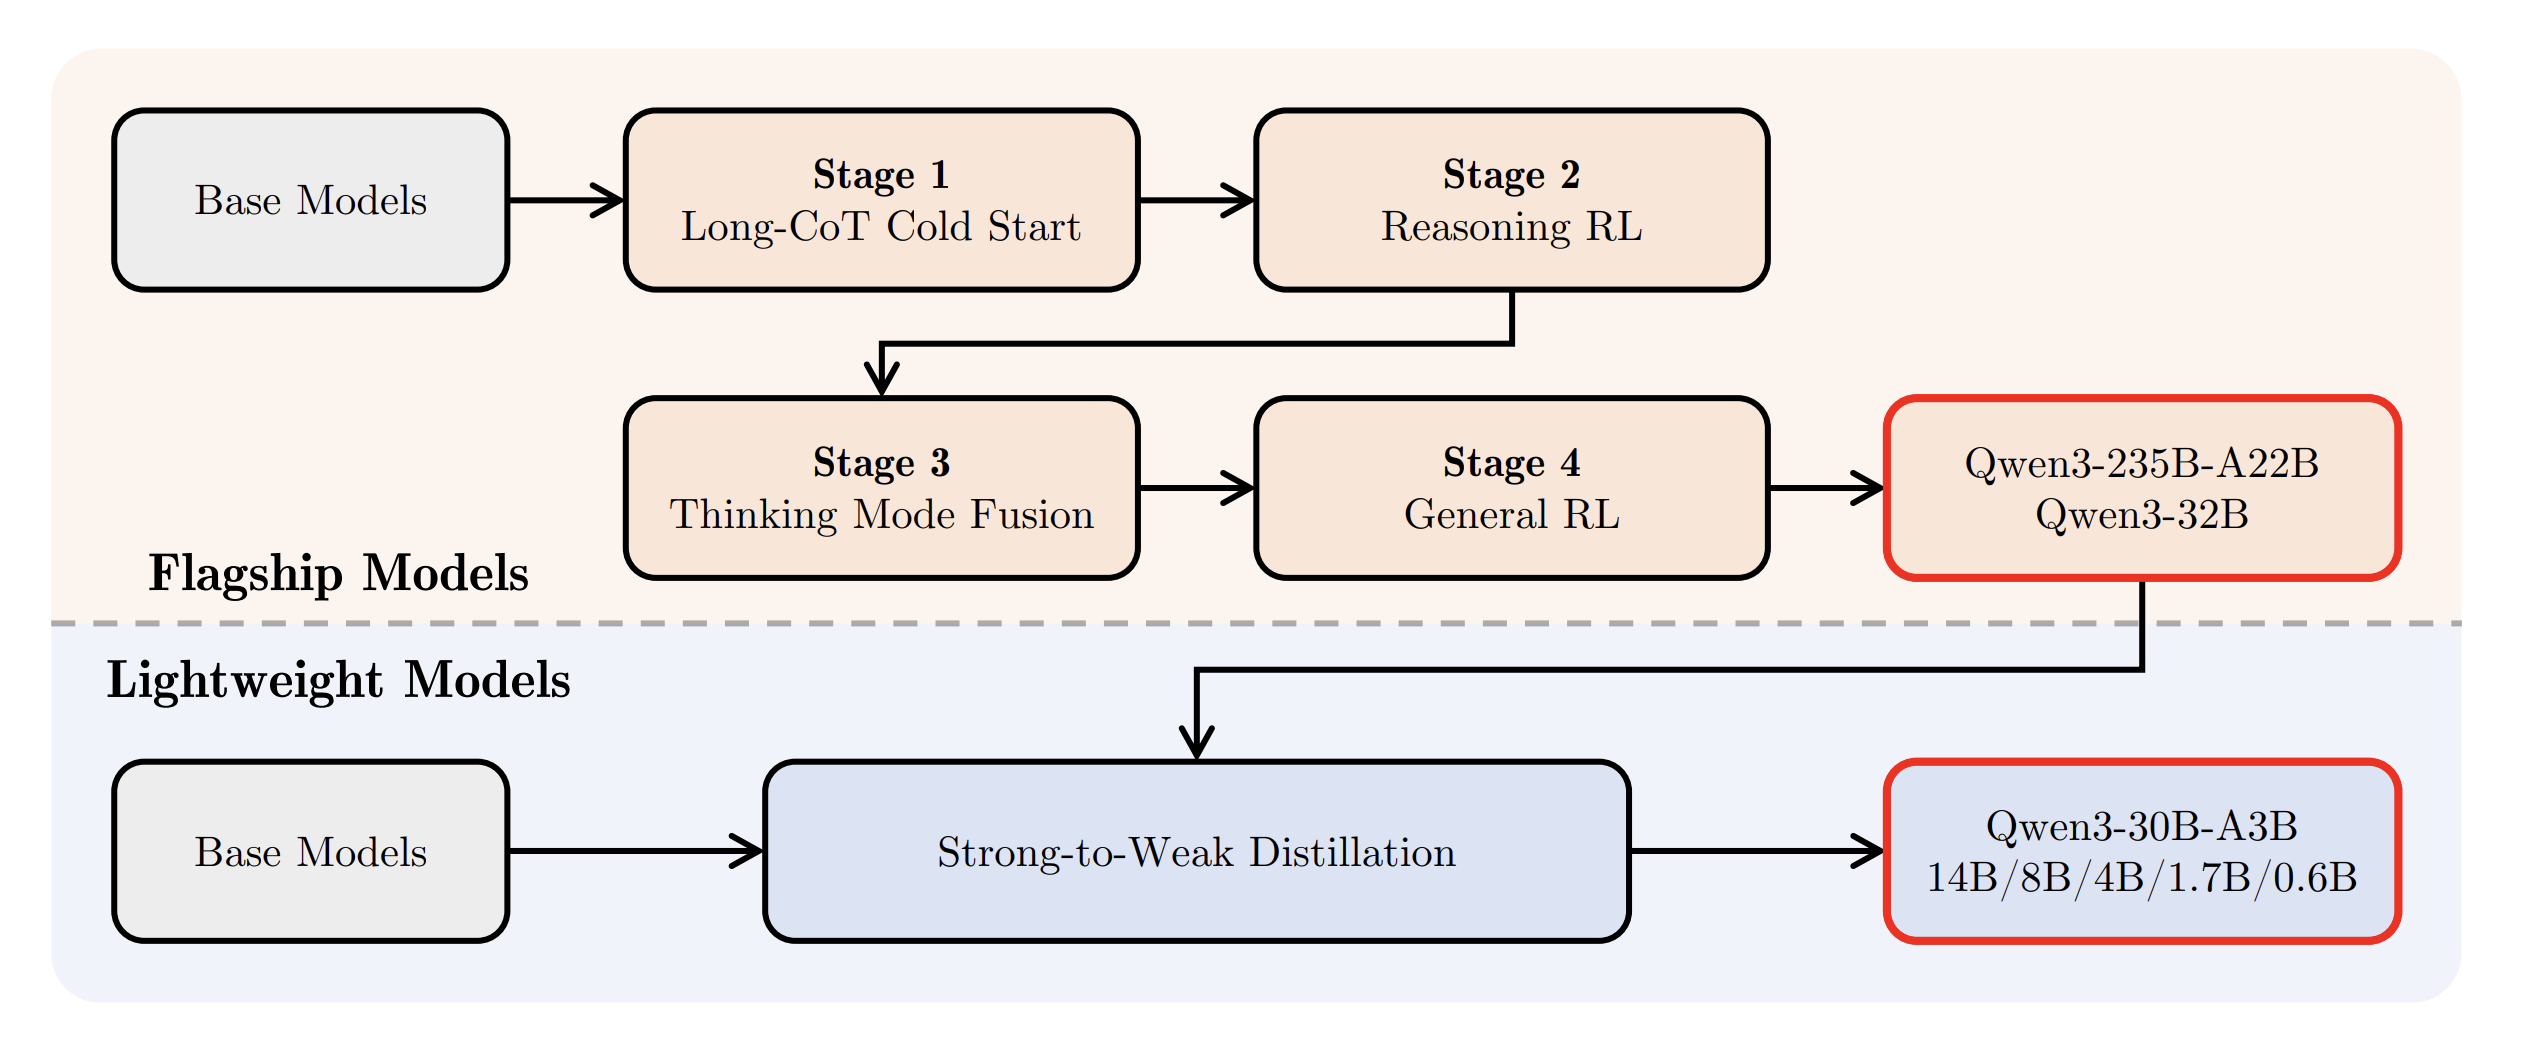 Base Models
Stage 1
Long-CoT Cold Start
Stage 2
Reasoning RL
Stage 3
Thinking Mode Fusion
Stage 4
General RL
Qwen3-235B-A22B
Qwen3-32B
Flagship Models
Lightweight Models
Base Models
Strong-to-Weak Distillation
Qwen3-30B-A3B
14B/8B/4B/1.7B/0.6B